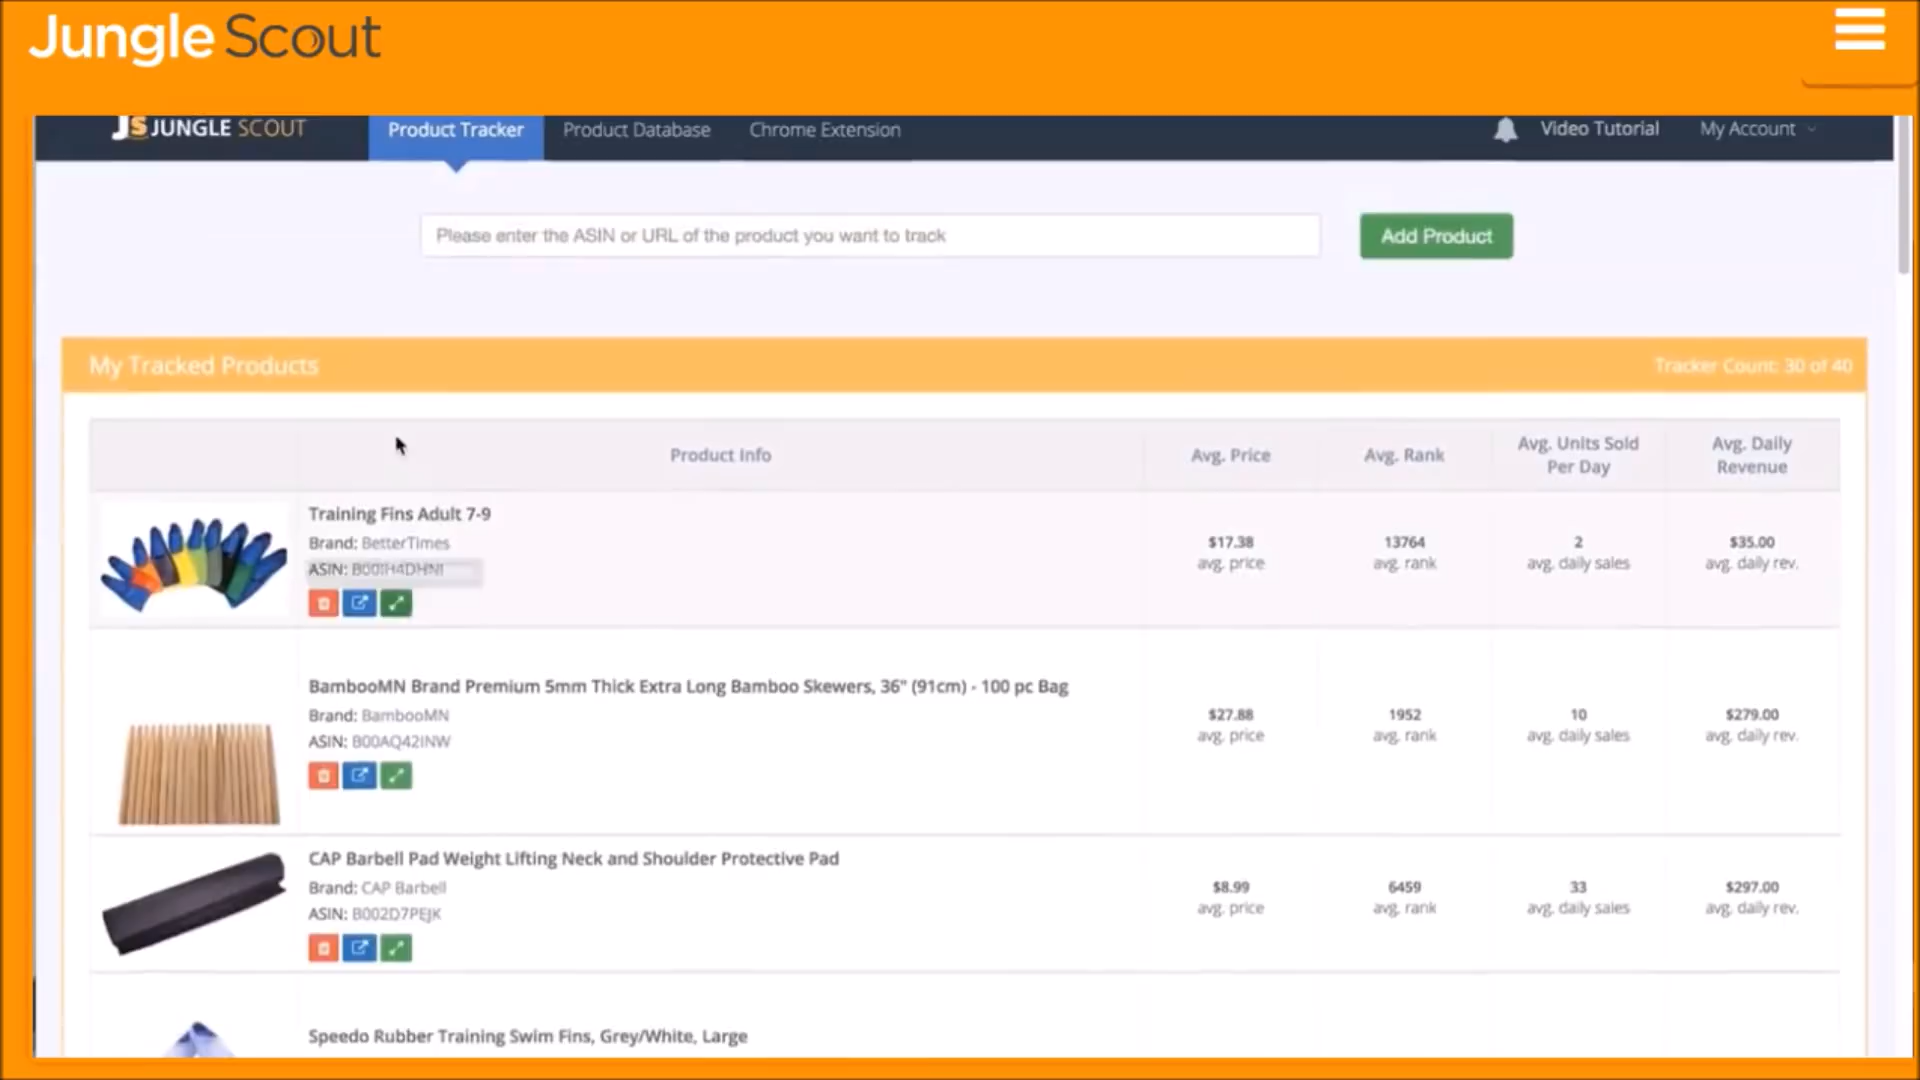 Jungle Scout
JS JUNGLE SCOUT
Product Tracker
Product Database
Chrome Extension
Video Tutorial
My Account
Please enter the ASIN or URL of the product you want to track
Add Product
My Tracked Products
Tracker Count: 30 of 40
Product Info
Avg. Price
Avg. Rank
Avg. Units Sold
Per Day
Avg. Daily
Revenue
Training Fins Adult 7-9
Brand: BetterTimes
ASIN:
$17.38
avg. price
13764
avg. rank
2
avg. daily sales
$35.00
avg. daily rev.
BambooMN Brand Premium 5mm Thick Extra Long Bamboo Skewers, 36" (91cm) - 100 pc Bag
Brand: BambooMN
ASIN: B00AQ42INW
$27.88
avg. price
1952
avg. rank
10
avg. daily sales
$279.00
avg. daily rev.
CAP Barbell Pad Weight Lifting Neck and Shoulder Protective Pad
Brand: CAP Barbell
ASIN: B002D7PEJK
$8.99
avg. price
6459
avg. rank
33
avg. daily sales
$297.00
avg. daily rev.
Speedo Rubber Training Swim Fins, Grey/White, Large